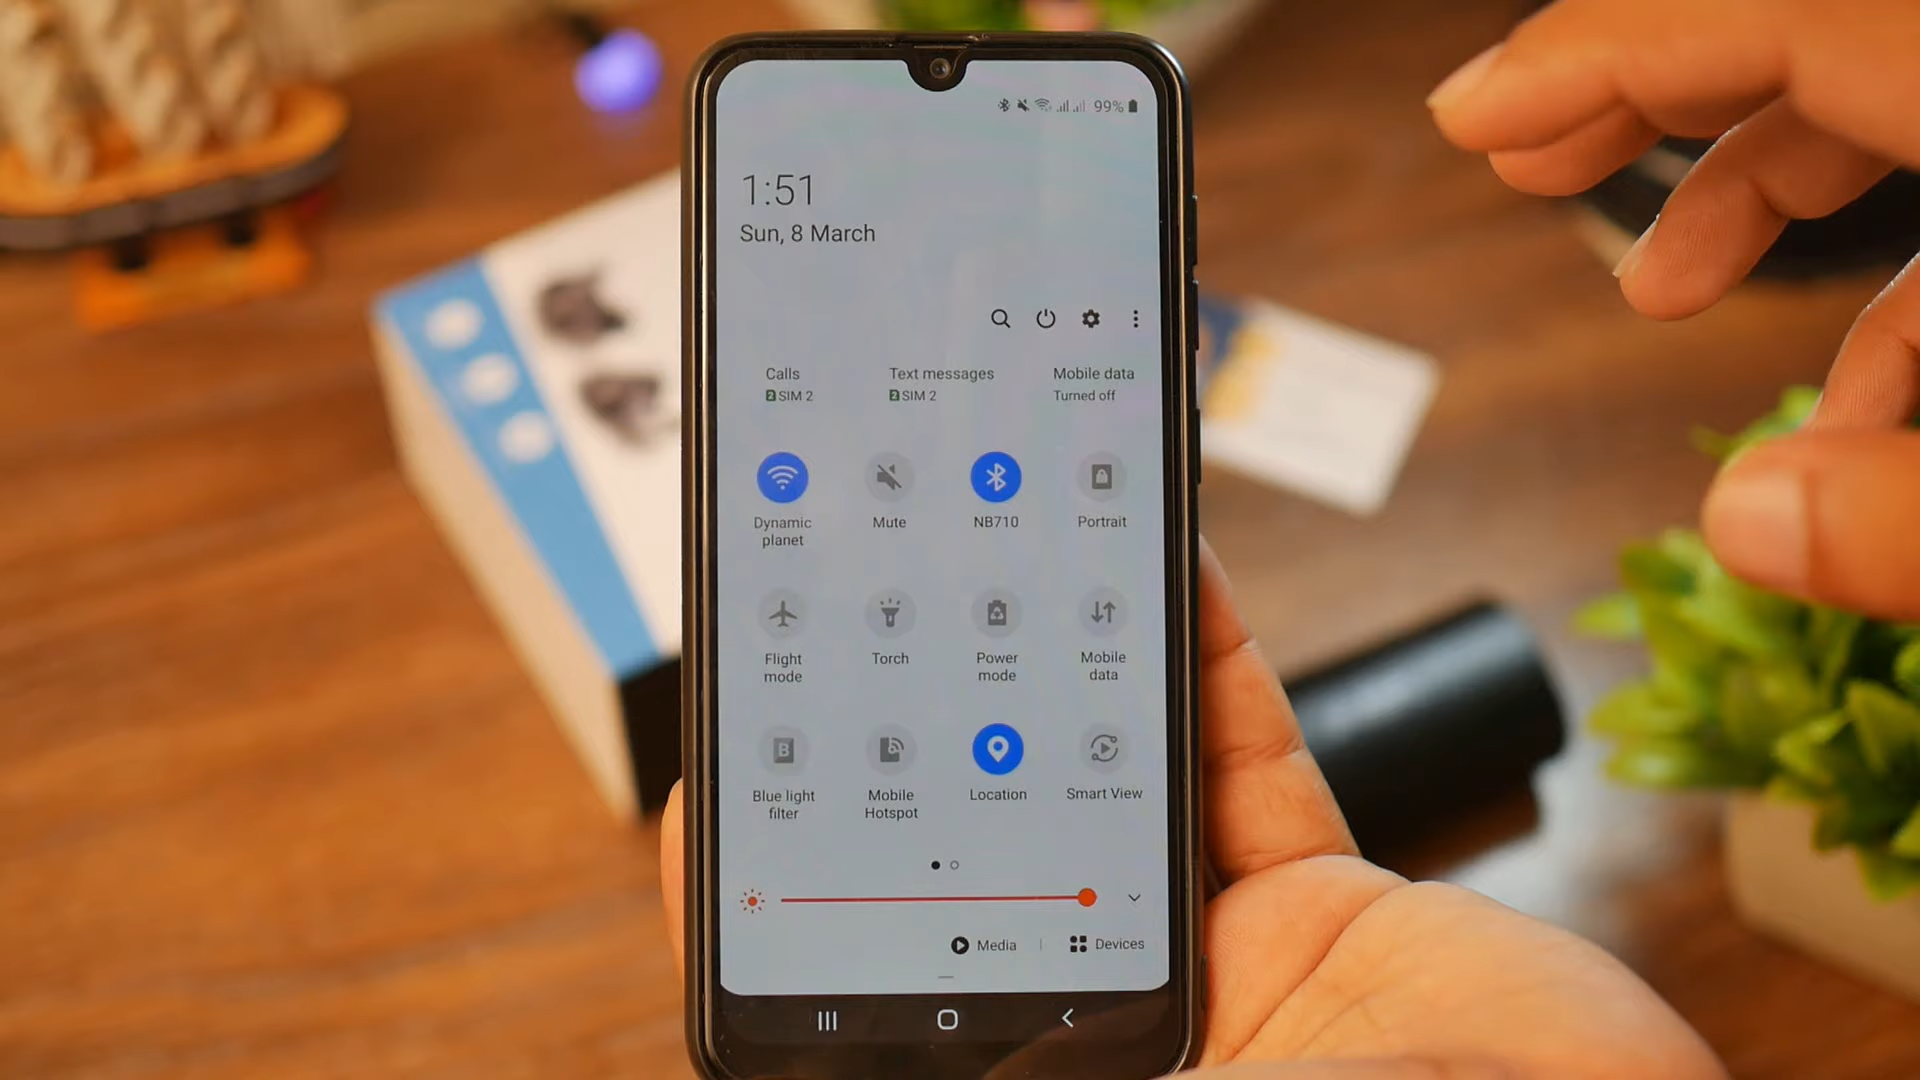 99%
1:51
Sun, 8 March
Calls
2 SIM 2
Text messages
2 SIM 2
Mobile data
Turned off
Dynamic
planet
Mute
NB710
Portrait
Flight
mode
Torch
Power
mode
Mobile
data
B
Blue light
filter
Mobile
Hotspot
Location
Smart View
Media
Devices